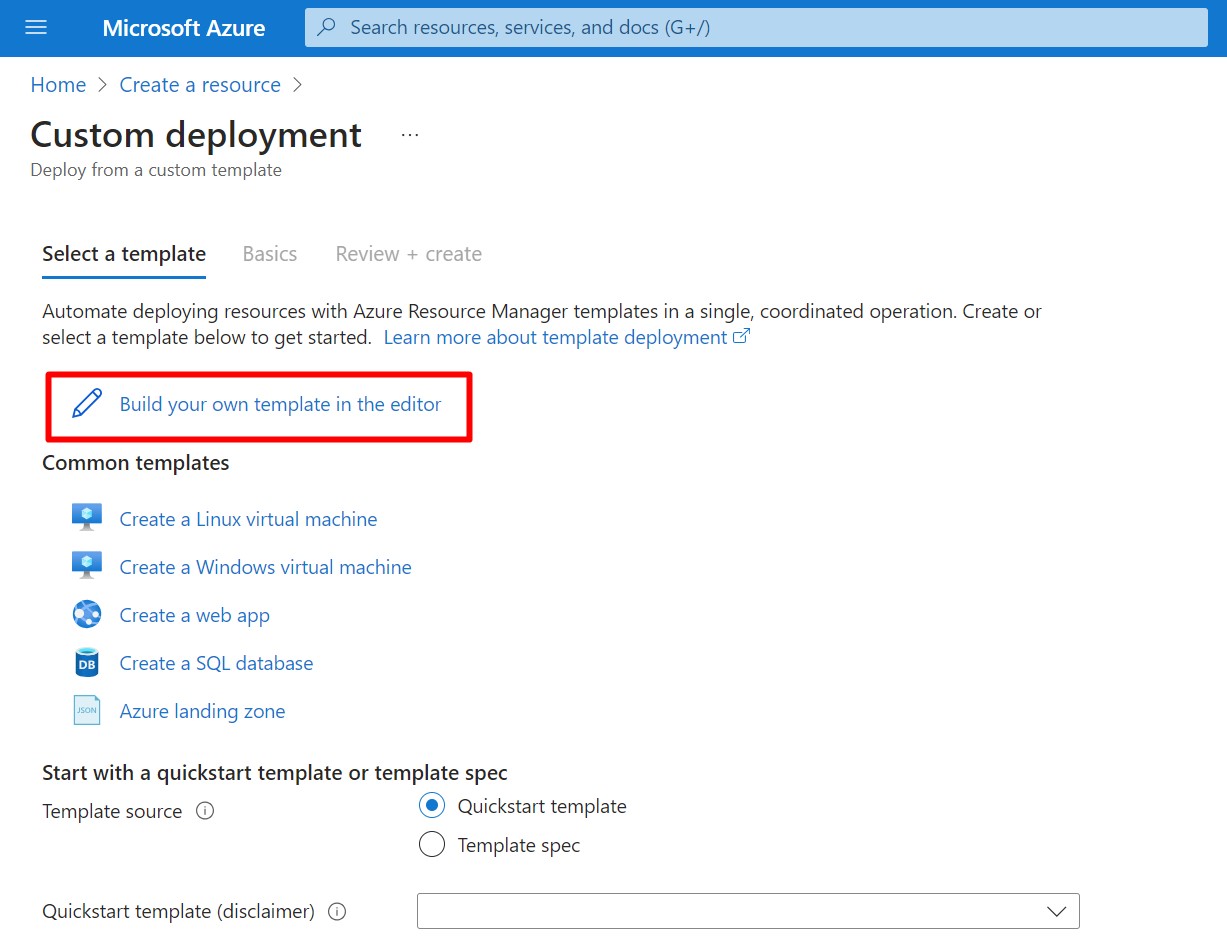 Microsoft Azure
Search resources, services, and docs (G+/)
Home > Create a resource >
Custom deployment ...
Deploy from a custom template
Select a template Basics Review + create
Automate deploying resources with Azure Resource Manager templates in a single, coordinated operation. Create or
select a template below to get started. Learn more about template deployment
Build your own template in the editor
Common templates
Create a Linux virtual machine
Create a Windows virtual machine
Create a web app
DB Create a SQL database
JSON Azure landing zone
Start with a quickstart template or template spec
Template source
Quickstart template
Template spec
Quickstart template (disclaimer)